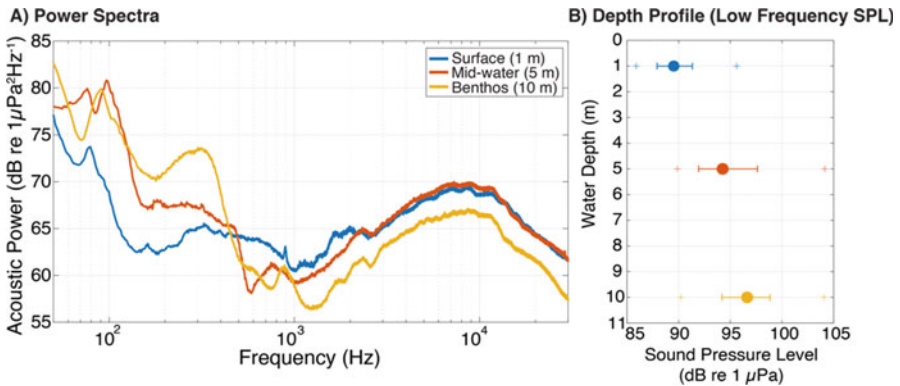 A) Power Spectra
85
80
75
70
65
60
55
Acoustic Power (dB re 1µPa²Hz⁻¹)
Surface (1 m)
Mid-water (5 m)
Benthos (10 m)
10²
10³
10⁴
Frequency (Hz)
B) Depth Profile (Low Frequency SPL)
0
1
2
3
4
5
6
7
8
9
10
11
Water Depth (m)
85
90
95
100
105
Sound Pressure Level
(dB re 1 µPa)